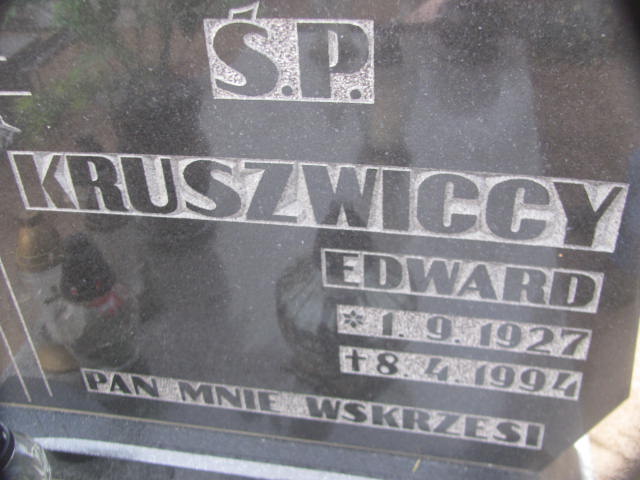 Ś.P.
KRUSZWICCY
EDWARD
* 1. 9. 1927
† 8. 4. 1994
PAN MNIE WSKRZESI